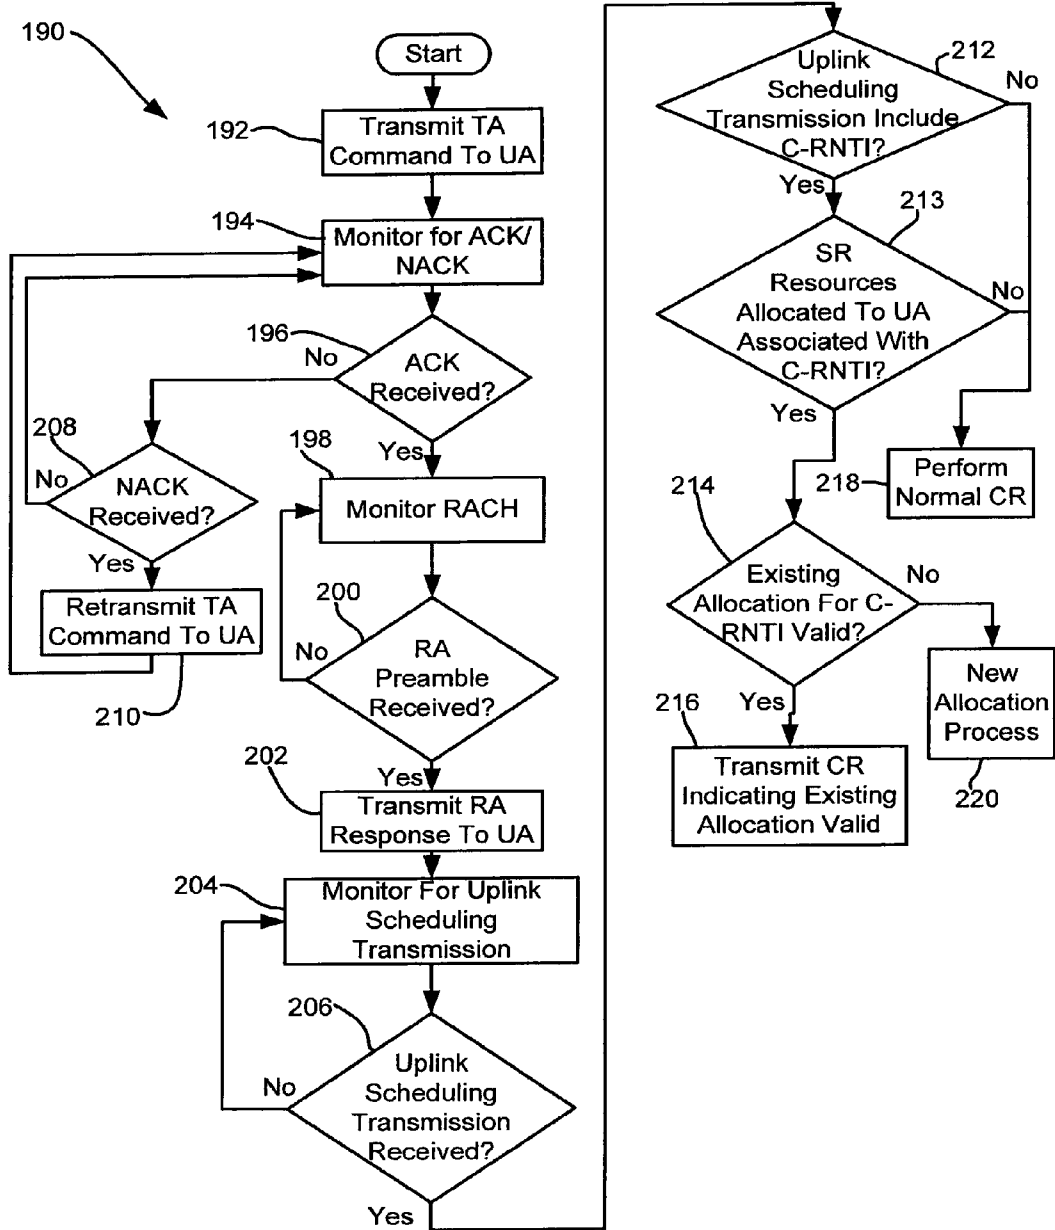 190
Start
192
Transmit TA
Command To UA
194
Monitor for ACK/
NACK
196
ACK
Received?
No
Yes
208
NACK
Received?
No
Yes
Retransmit TA
Command To UA
210
198
Monitor RACH
200
RA
Preamble
Received?
No
Yes
202
Transmit RA
Response To UA
204
Monitor For Uplink
Scheduling
Transmission
206
Uplink
Scheduling
Transmission
Received?
No
Yes
212
Uplink
Scheduling
Transmission Include
C-RNTI?
No
Yes
213
SR
Resources
Allocated To UA
Associated With
C-RNTI?
No
Yes
218
Perform
Normal CR
214
Existing
Allocation For C-
RNTI Valid?
No
Yes
216
Transmit CR
Indicating Existing
Allocation Valid
New
Allocation
Process
220